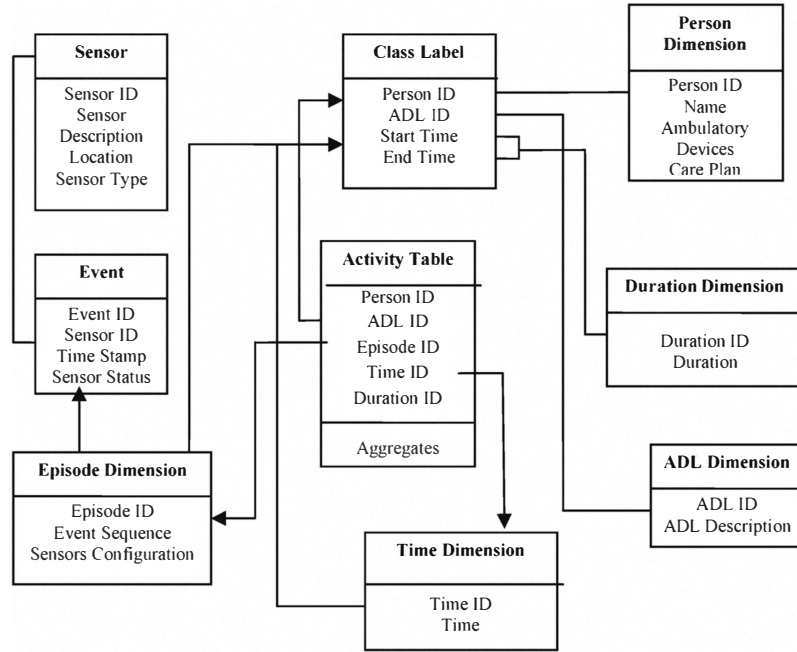 Sensor
Sensor ID
Sensor
Description
Location
Sensor Type
Class Label
Person ID
ADL ID
Start Time
End Time
Person
Dimension
Person ID
Name
Ambulatory
Devices
Care Plan
Event
Event ID
Sensor ID
Time Stamp
Sensor Status
Activity Table
Person ID
ADL ID
Episode ID
Time ID
Duration ID
Aggregates
Duration Dimension
Duration ID
Duration
Episode Dimension
Episode ID
Event Sequence
Sensors Configuration
Time Dimension
Time ID
Time
ADL Dimension
ADL ID
ADL Description